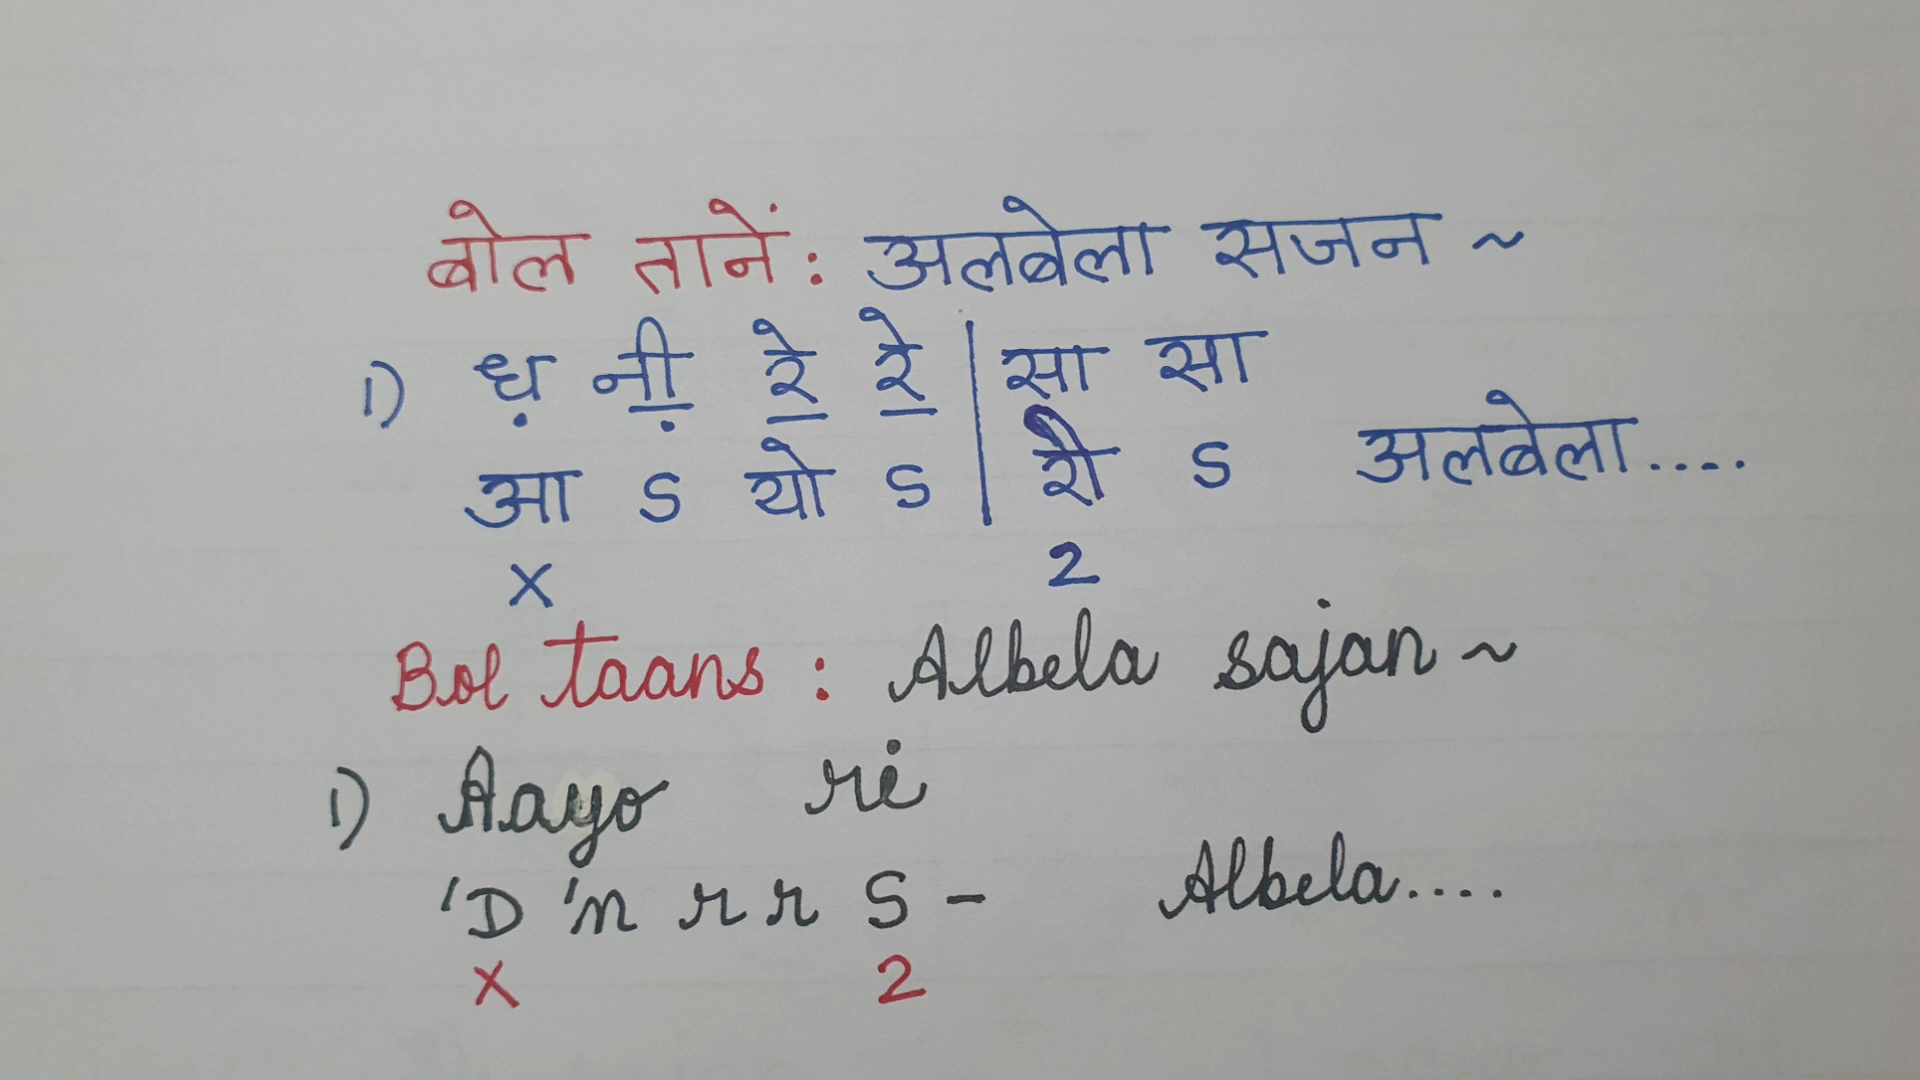 बोल तानें: अलबेला सजन ~
1) ध़ नी़ रे॒ रे॒ | सा सा
आ ऽ यो ऽ | री ऽ अलबेला....
x 2
Bol taans : Albela sajan ~
1) Aayo ri
'D 'n r r S -  Albela....
x 2